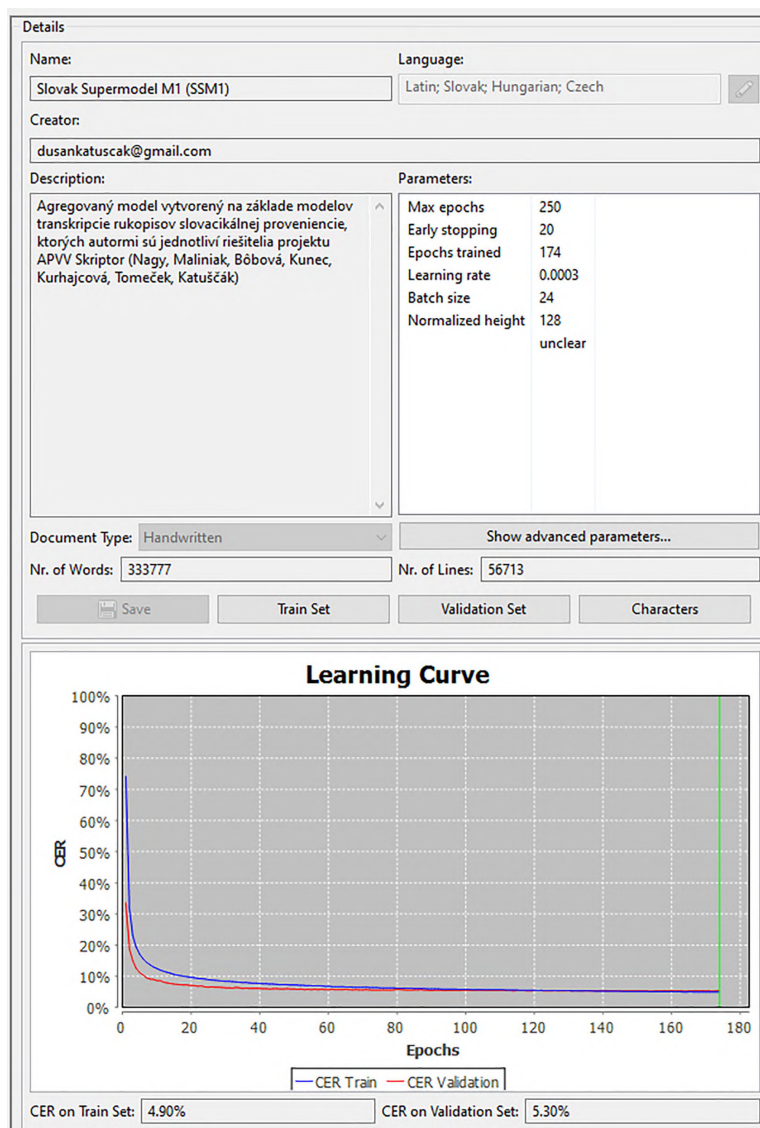 Details
Name:
Language:
Slovak Supermodel M1 (SSM1)
Latin; Slovak; Hungarian; Czech
Creator:
dusankatuscak@gmail.com
Description:
Parameters:
Agregovaný model vytvorený na základe modelov
transkripcie rukopisov slovacikálnej proveniencie,
ktorých autormi sú jednotliví riešitelia projektu
APVV Skriptor (Nagy, Maliniak, Bôbová, Kunec,
Kurhajcová, Tomeček, Katuščák)
Max epochs 250
Early stopping 20
Epochs trained 174
Learning rate 0.0003
Batch size 24
Normalized height 128
unclear
Document Type: Handwritten
Show advanced parameters...
Nr. of Words: 333777
Nr. of Lines: 56713
Save
Train Set
Validation Set
Characters
Learning Curve
100%
90%
80%
70%
60%
50%
40%
30%
20%
10%
0%
CER
0 20 40 60 80 100 120 140 160 180
Epochs
CER Train CER Validation
CER on Train Set: 4.90%
CER on Validation Set: 5.30%